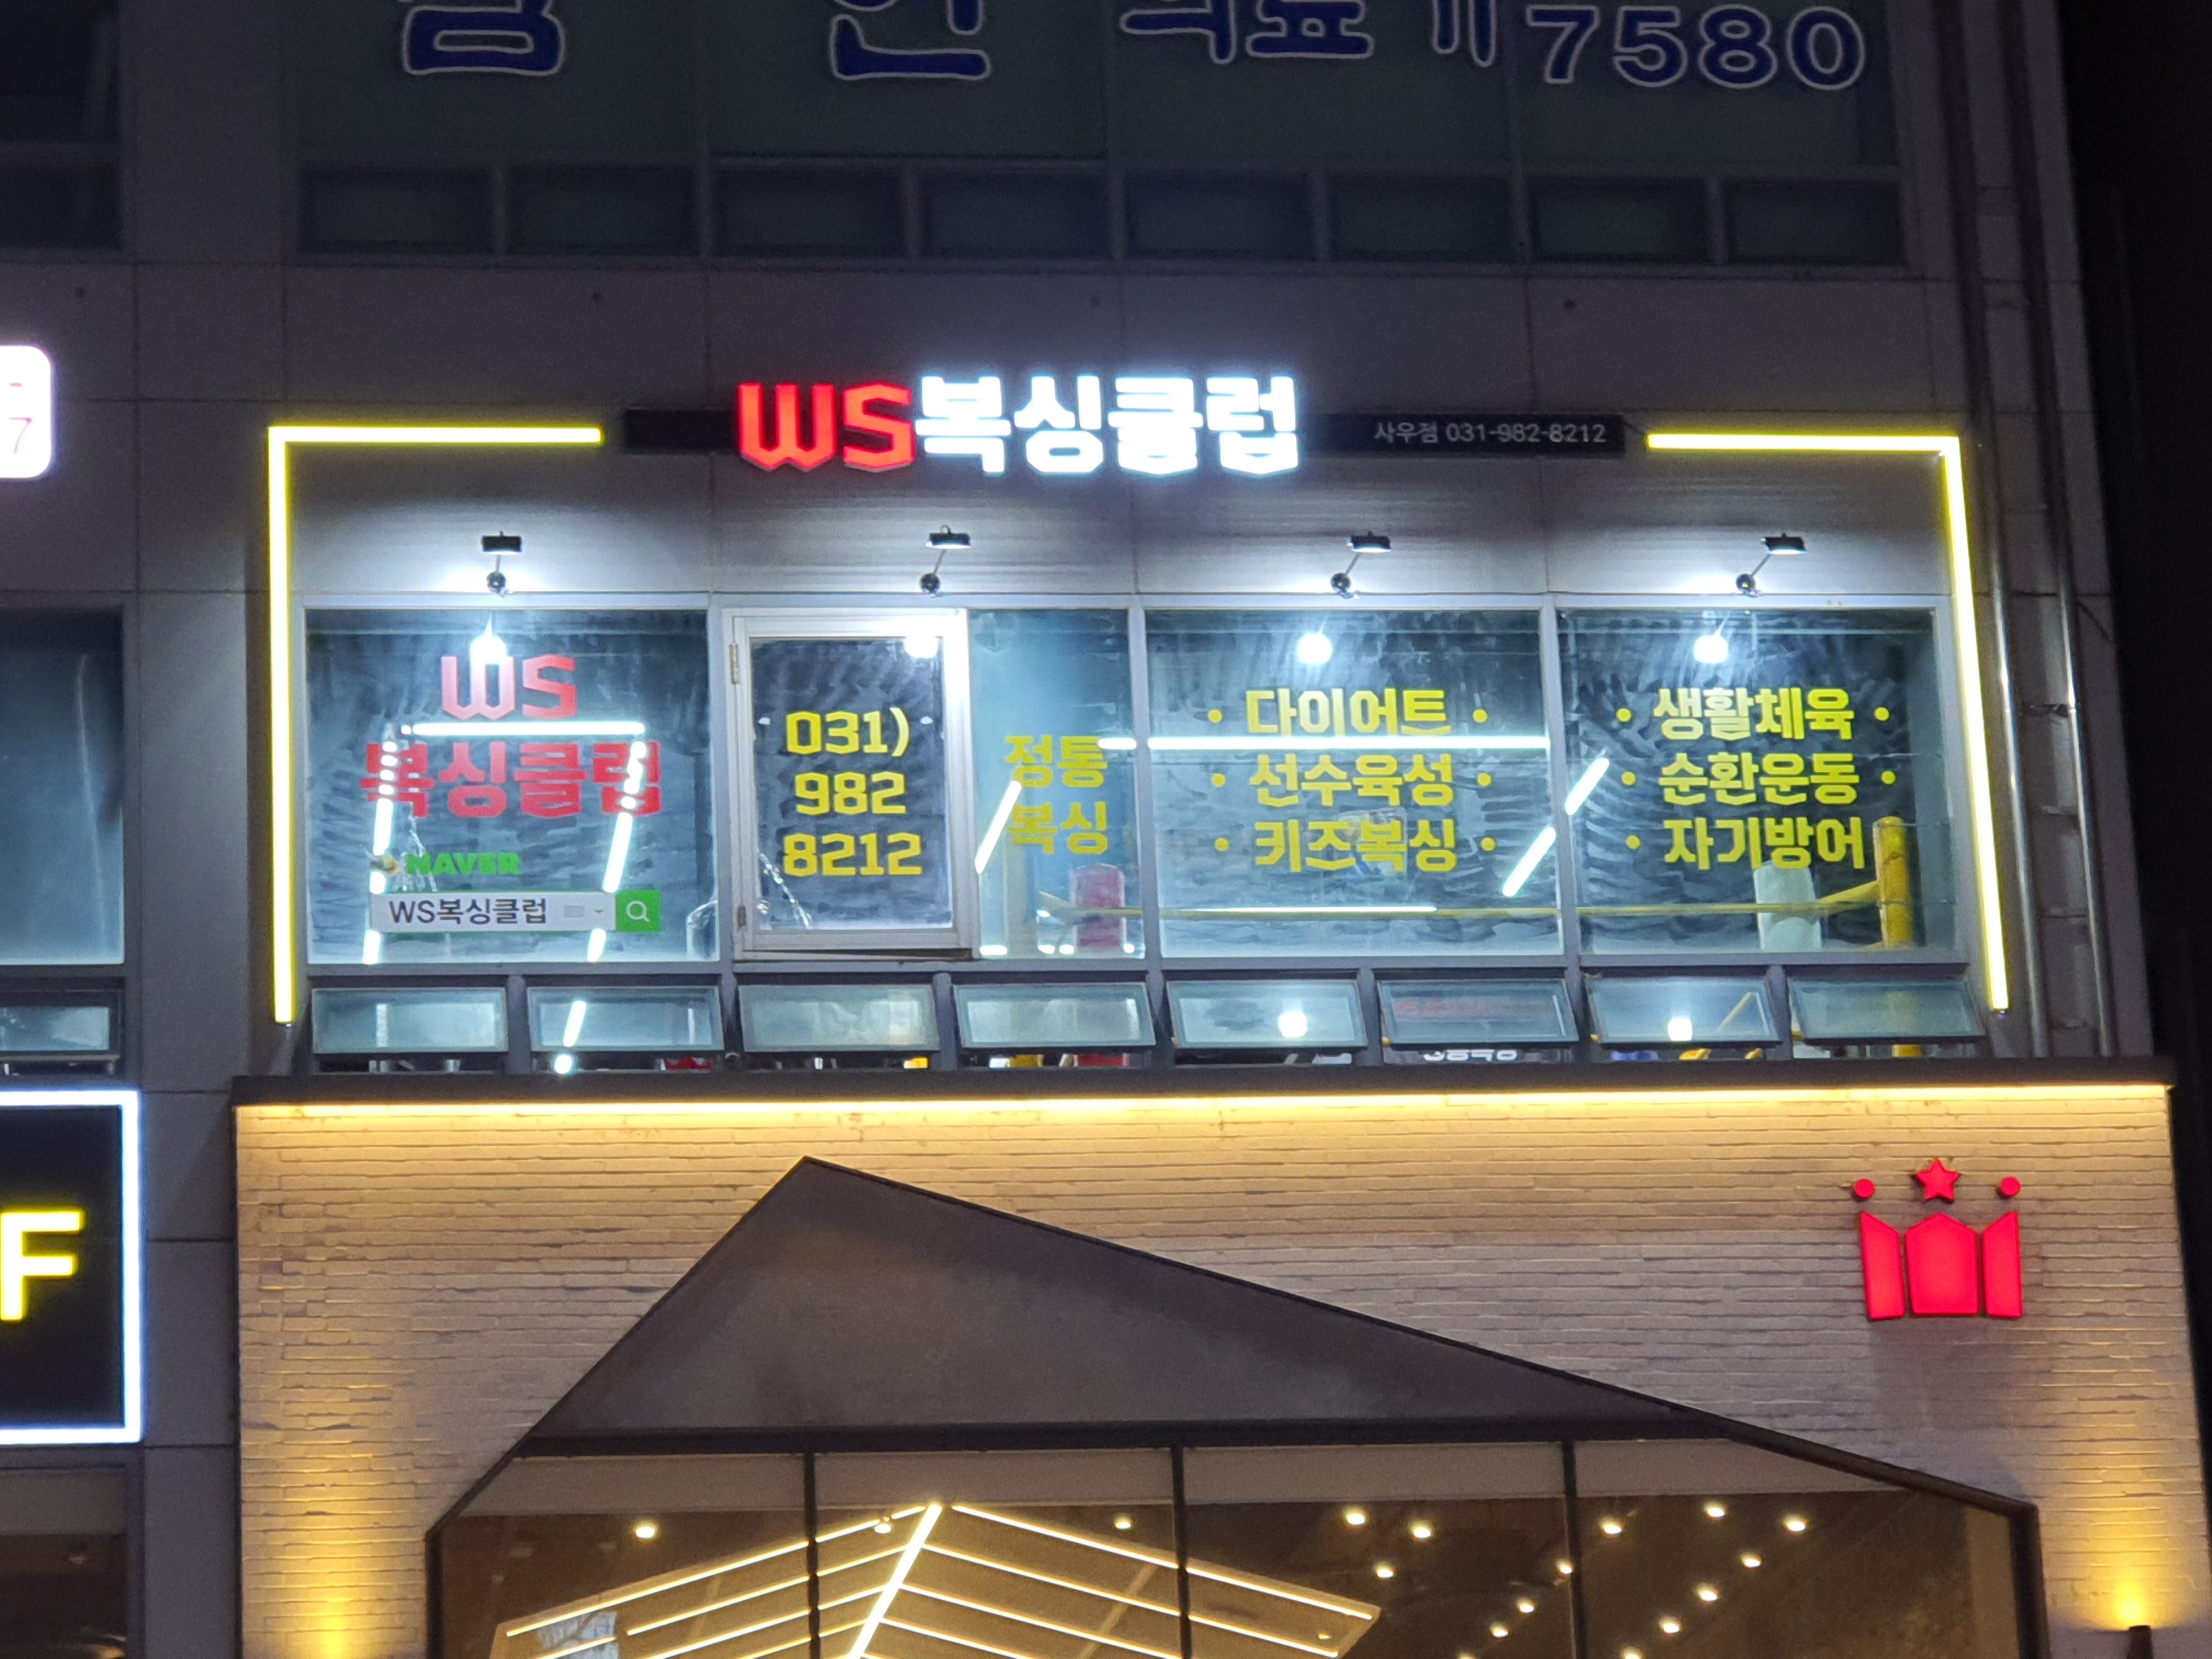 7580
WS복싱클럽
사우점 031-982-8212
WS
복싱클럽
NAVER
WS복싱클럽
031)
982
8212
정통
복싱
• 다이어트 •
• 선수육성 •
• 키즈복싱 •
• 생활체육 •
• 순환운동 •
• 자기방어
7
F